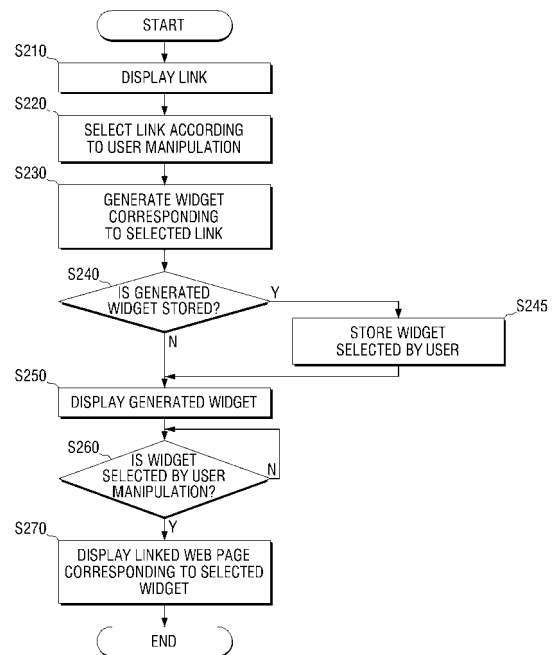 START
S210
DISPLAY LINK
S220
SELECT LINK ACCORDING
TO USER MANIPULATION
S230
GENERATE WIDGET
CORRESPONDING
TO SELECTED LINK
S240
IS GENERATED
WIDGET STORED?
Y
N
S245
STORE WIDGET
SELECTED BY USER
S250
DISPLAY GENERATED WIDGET
S260
IS WIDGET
SELECTED BY USER
MANIPULATION?
N
Y
S270
DISPLAY LINKED WEB PAGE
CORRESPONDING TO SELECTED
WIDGET
END